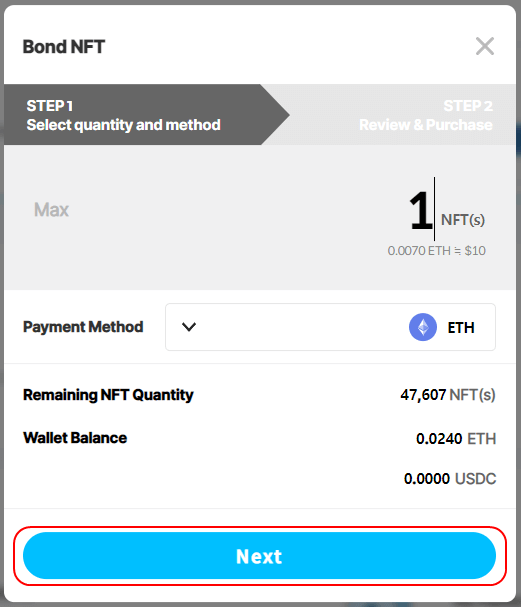 Bond NFT
STEP 1
Select quantity and method
STEP 2
Review & Purchase
Max
1 NFT(s)
0.0070 ETH ≒ $10
Payment Method
ETH
Remaining NFT Quantity 47,607 NFT(s)
Wallet Balance 0.0240 ETH
0.0000 USDC
Next